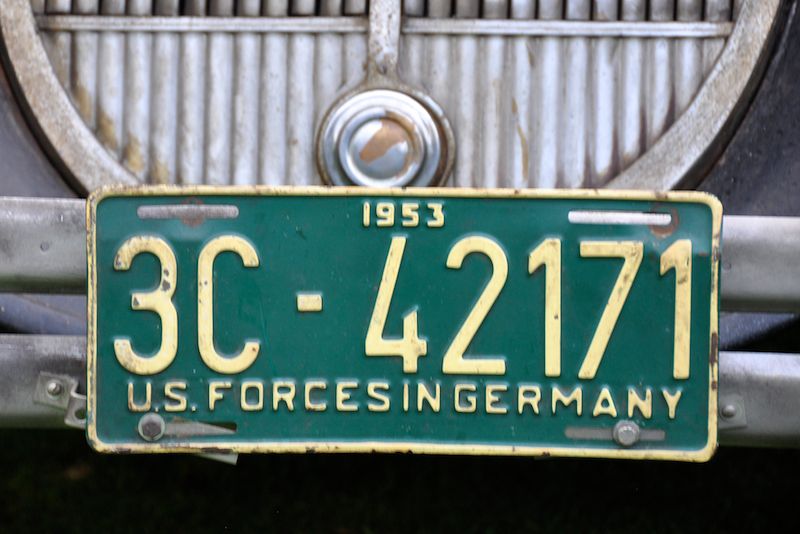 1953
3C-42171
U.S. FORCES IN GERMANY